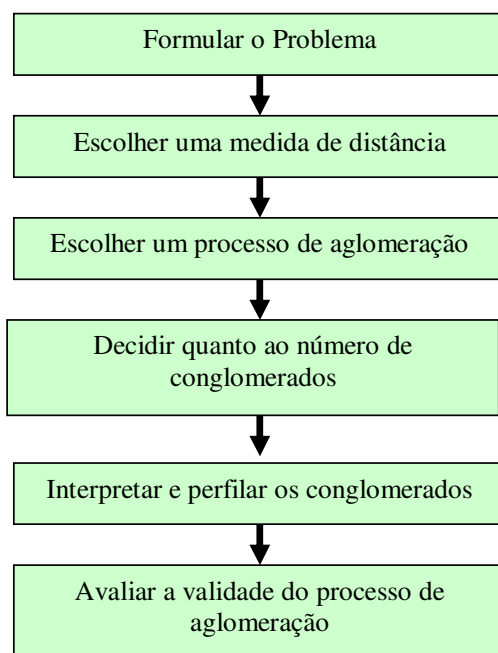 Formular o Problema
Escolher uma medida de distância
Escolher um processo de aglomeração
Decidir quanto ao número de
conglomerados
Interpretar e perfilar os conglomerados
Avaliar a validade do processo de
aglomeração